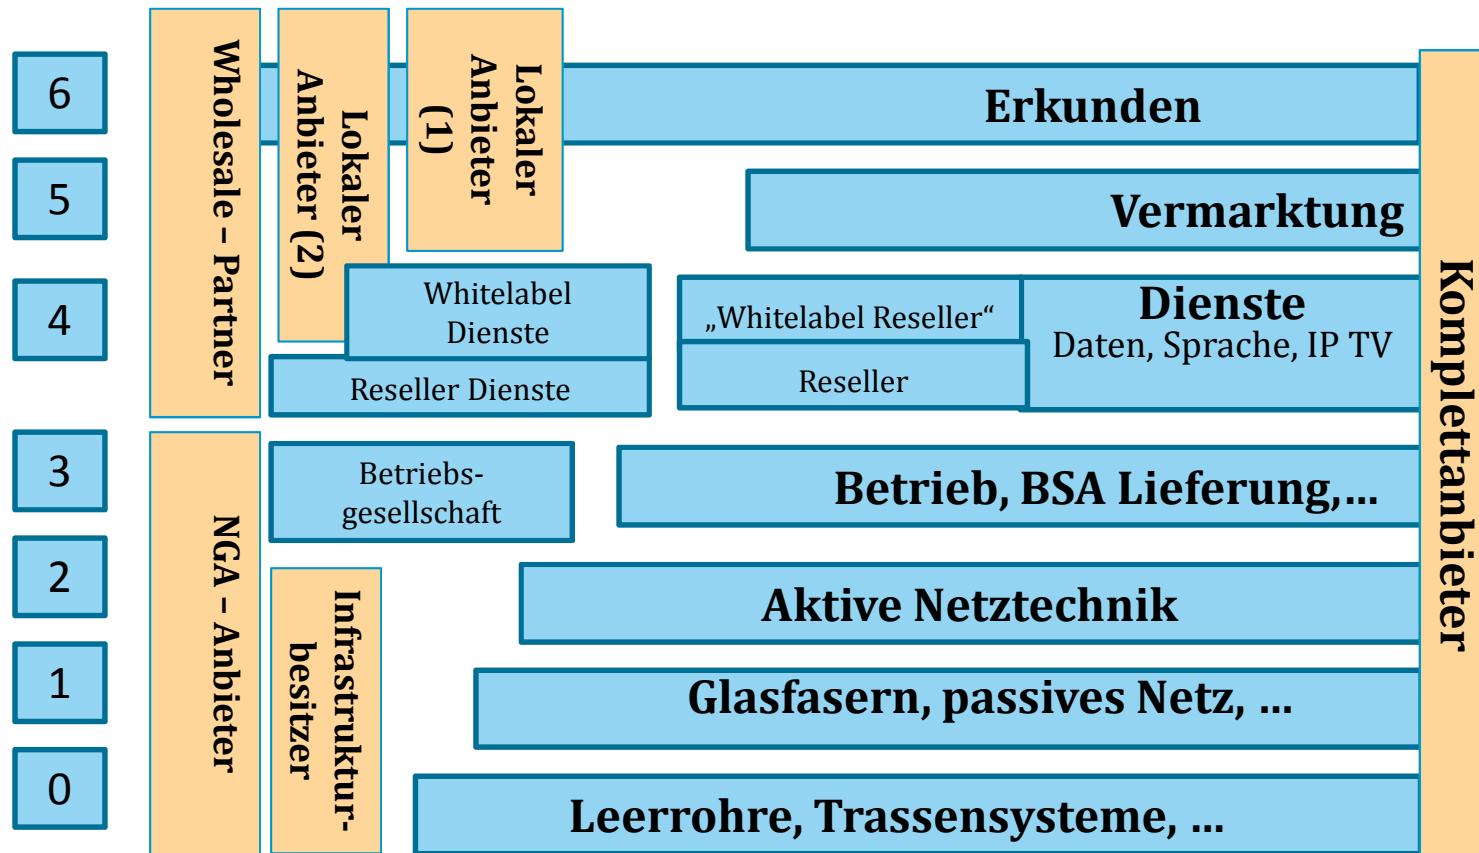 6
5
4
3
2
1
0
Wholesale – Partner
NGA – Anbieter
Lokaler
Anbieter (2)
Lokaler
Anbieter
(1)
Infrastruktur-
besitzer
Erkunden
Vermarktung
Whitelabel
Dienste
Reseller Dienste
„Whitelabel Reseller“
Reseller
Dienste
Daten, Sprache, IP TV
Betriebs-
gesellschaft
Betrieb, BSA Lieferung,...
Aktive Netztechnik
Glasfasern, passives Netz, ...
Leerrohre, Trassensysteme, ...
Komplettanbieter